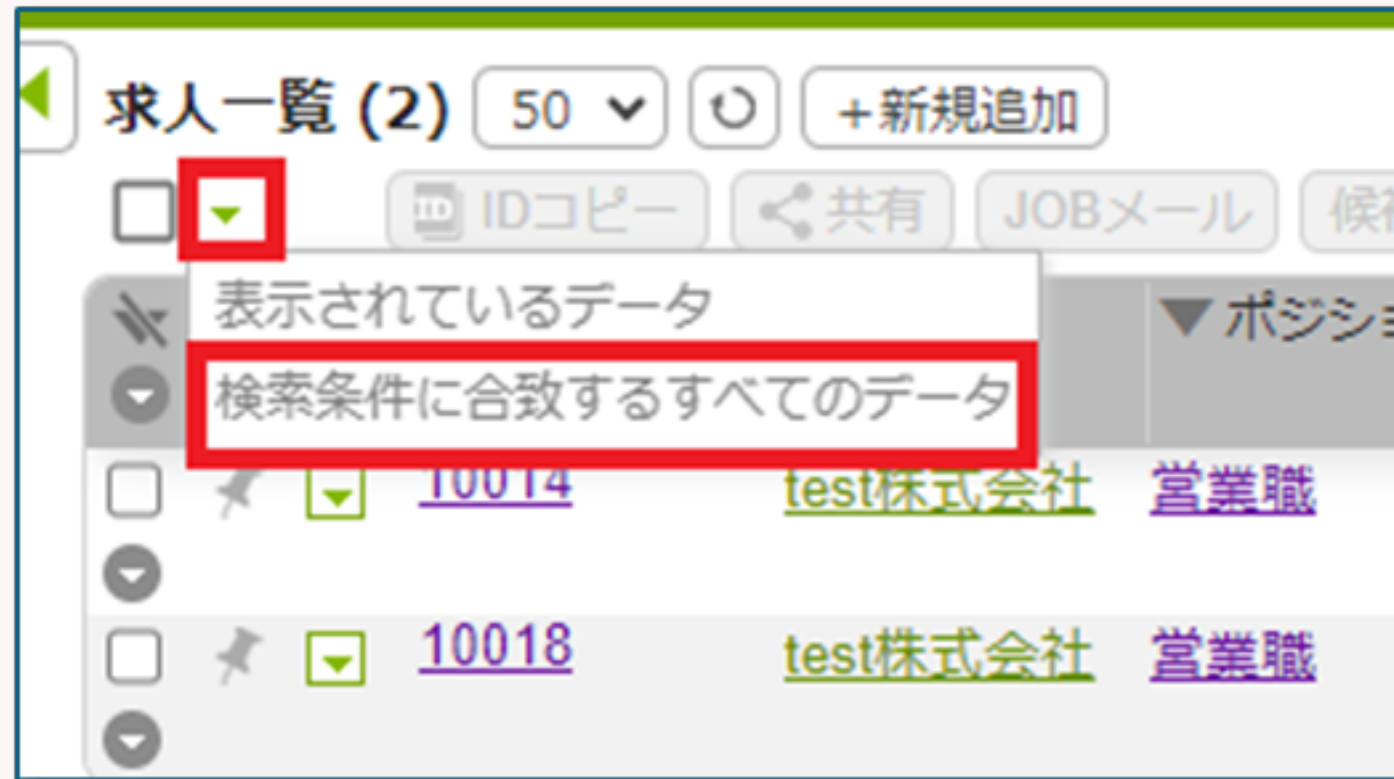 求人一覧 (2) 50 +新規追加
IDコピー 共有 JOBメール
表示されているデータ
ポジショ
検索条件に合致するすべてのデータ
10014 test株式会社 営業職
10018 test株式会社 営業職